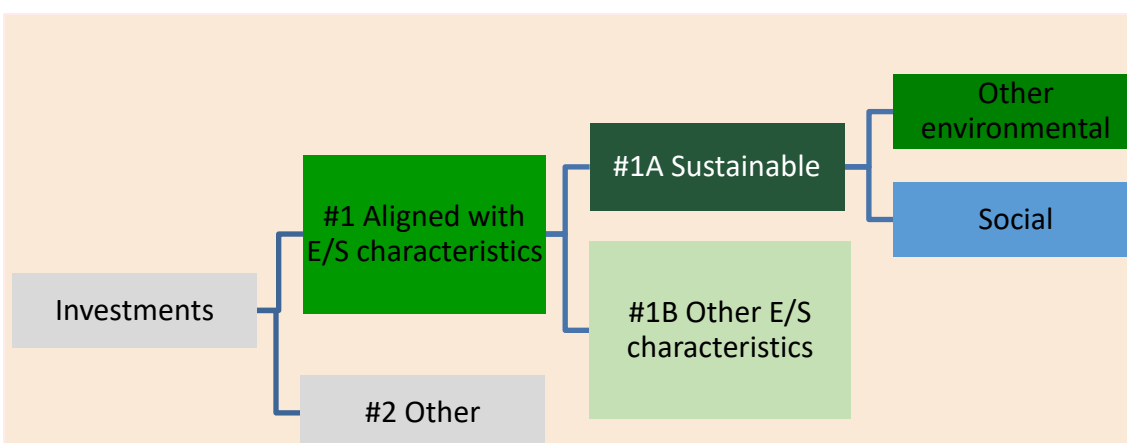 Investments
#1 Aligned with
E/S characteristics
#2 Other
#1A Sustainable
#1B Other E/S
characteristics
Other
environmental
Social